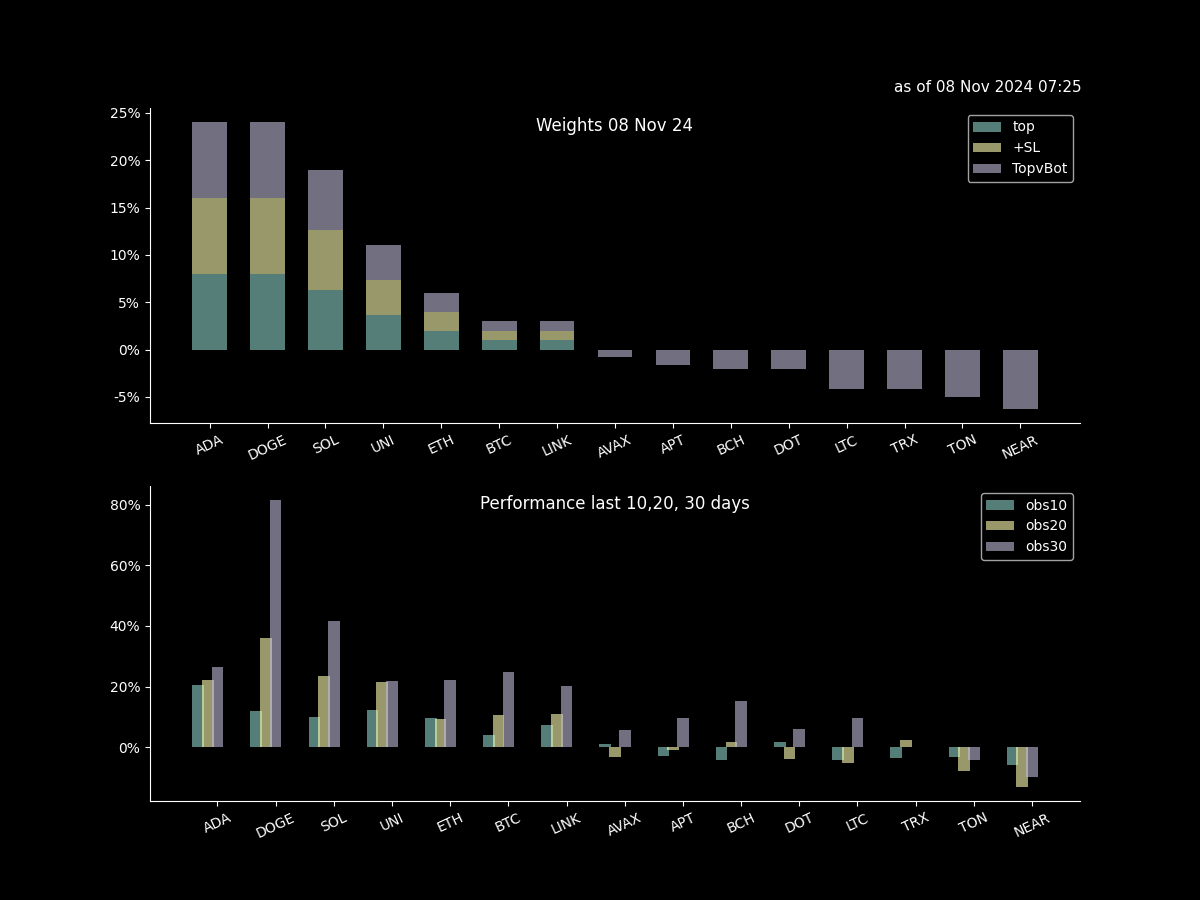 as of 08 Nov 2024 07:25
Weights 08 Nov 24
top
+SL
TopvBot
25%
20%
15%
10%
5%
0%
-5%
ADA DOGE SOL UNI ETH BTC LINK AVAX APT BCH DOT LTC TRX TON NEAR
Performance last 10,20, 30 days
obs10
obs20
obs30
80%
60%
40%
20%
0%
ADA DOGE SOL UNI ETH BTC LINK AVAX APT BCH DOT LTC TRX TON NEAR